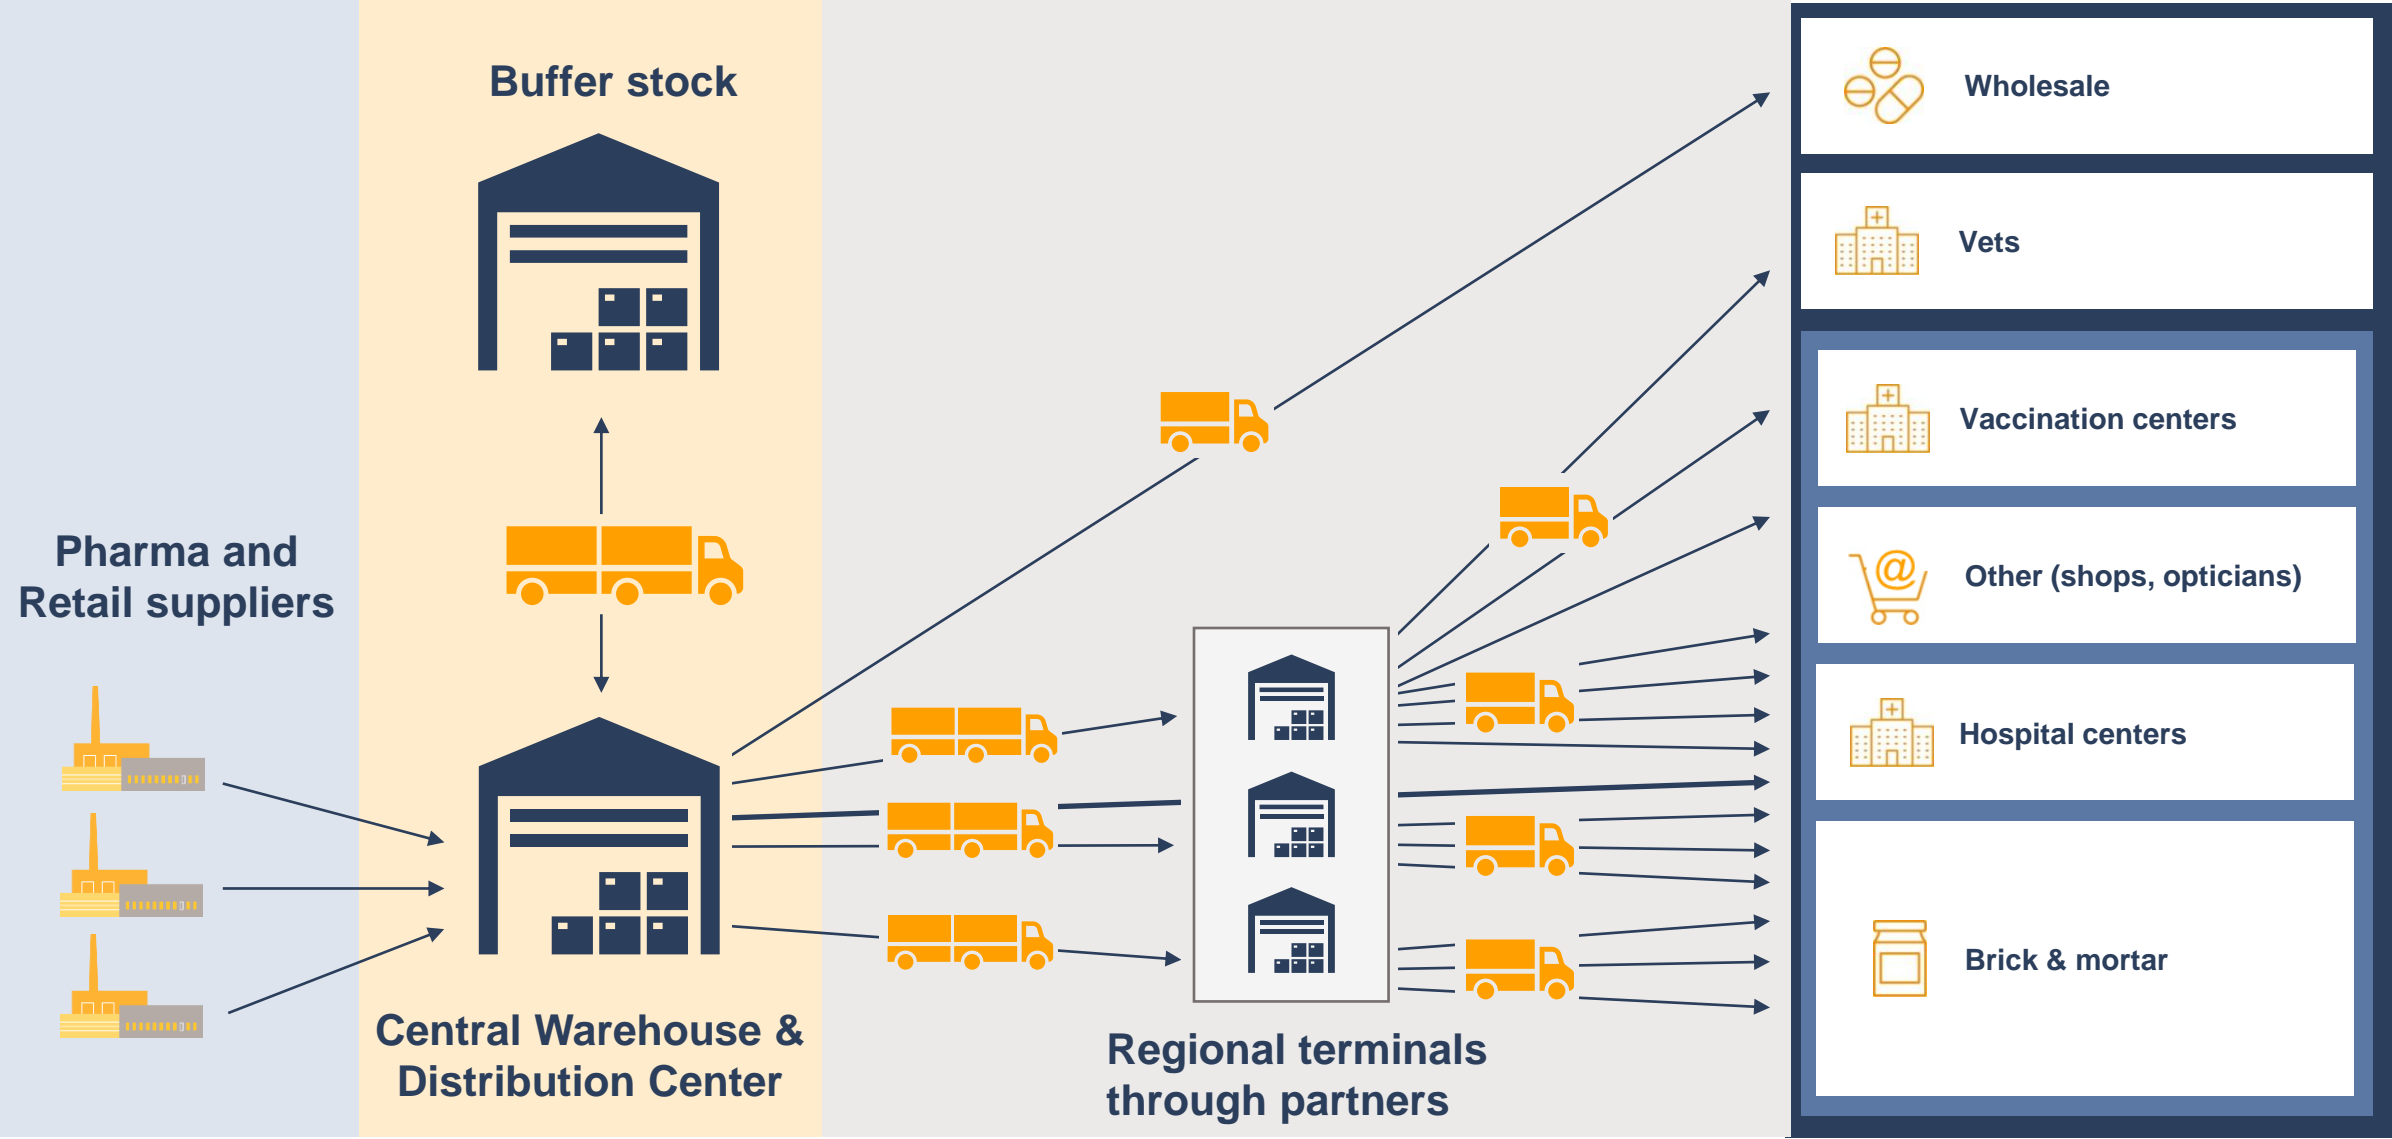 Buffer stock
Pharma and
Retail suppliers
Central Warehouse &
Distribution Center
Regional terminals
through partners
Wholesale
Vets
Vaccination centers
@
Other (shops, opticians)
Hospital centers
Brick & mortar